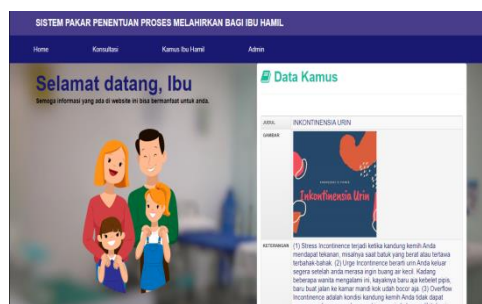 SISTEM PAKAR PENENTUAN PROSES MELAHIRKAN BAGI IBU HAMIL
Home Konsultasi Kamus Ibu Hamil Admin
Selamat datang, Ibu
Semoga informasi yang ada di website ini bisa bermanfaat untuk anda.
Data Kamus
JUDUL INKONTINENSIA URIN
GAMBAR
Inkontinensia Urin
KETERANGAN (1) Stress Incontinence terjadi ketika kandung kemih Anda
mendapat tekanan, misalnya saat batuk yang berat atau tertawa
terbahak-bahak. (2) Urge Incontinence berarti urin Anda keluar
segera setelah anda merasa ingin buang air kecil. Kadang
beberapa wanita mengalami ini, kayaknya baru aja kebelet pipis,
baru buat jalan ke kamar mandi kok udah bocor aja. (3) Overflow
Incontinence adalah kondisi kandung kemih Anda tidak dapat